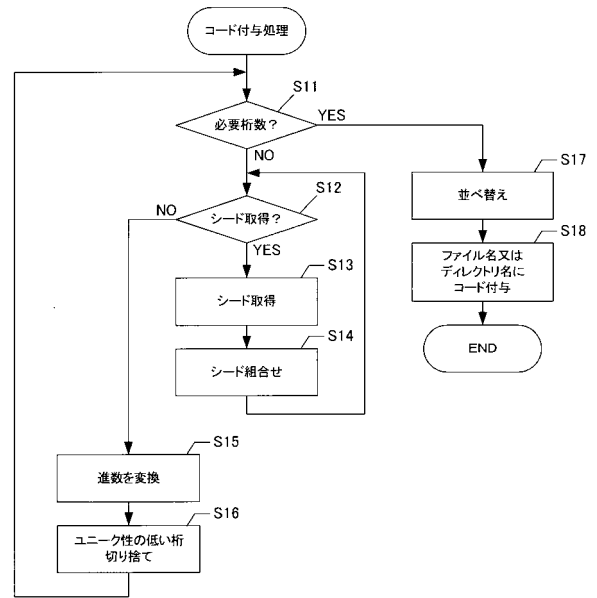 コード付与処理
S11
必要桁数？
YES
NO
S12
シード取得？
NO
YES
S13
シード取得
S14
シード組合せ
S15
進数を変換
S16
ユニーク性の低い桁
切り捨て
S17
並べ替え
S18
ファイル名又は
ディレクトリ名に
コード付与
END